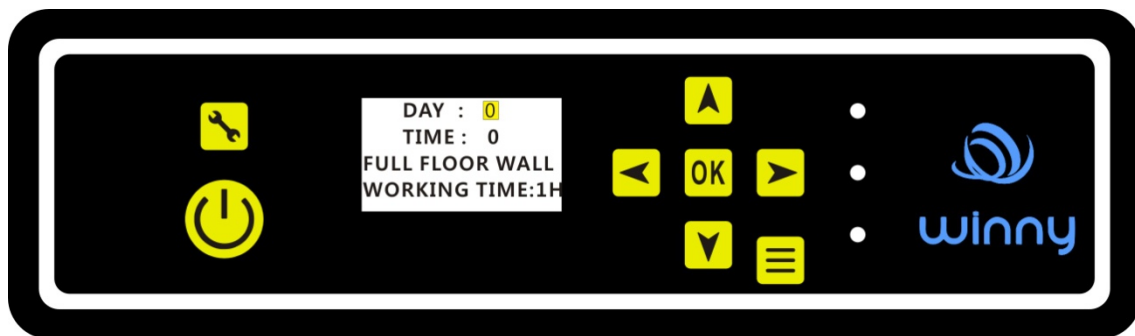 DAY : 0
TIME : 0
FULL FLOOR WALL
WORKING TIME:1H
OK
winny